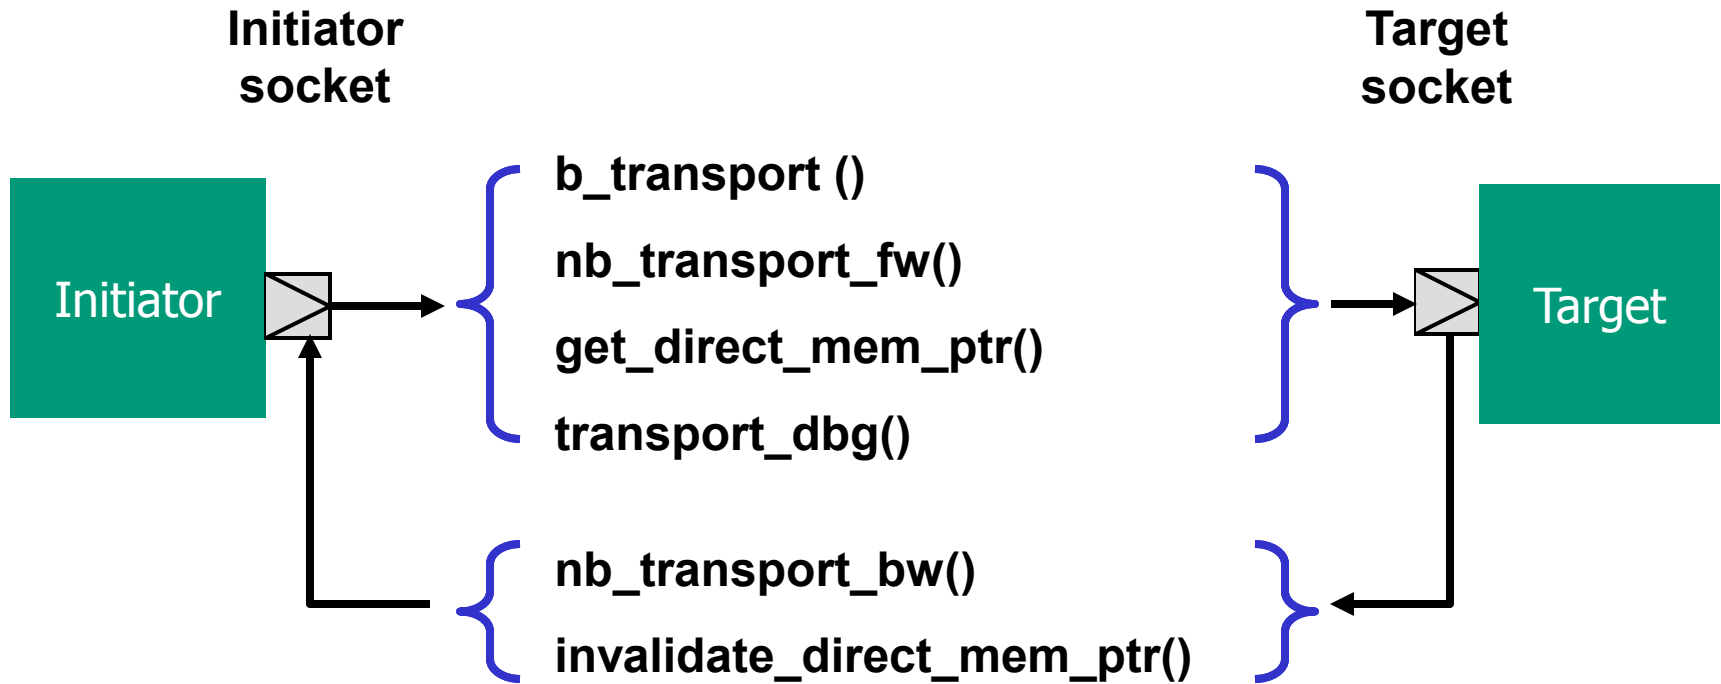 Initiator
socket
Target
socket
b_transport ()
nb_transport_fw()
Initiator
Target
get_direct_mem_ptr()
transport_dbg()
nb_transport_bw()
invalidate_direct_mem_ptr()